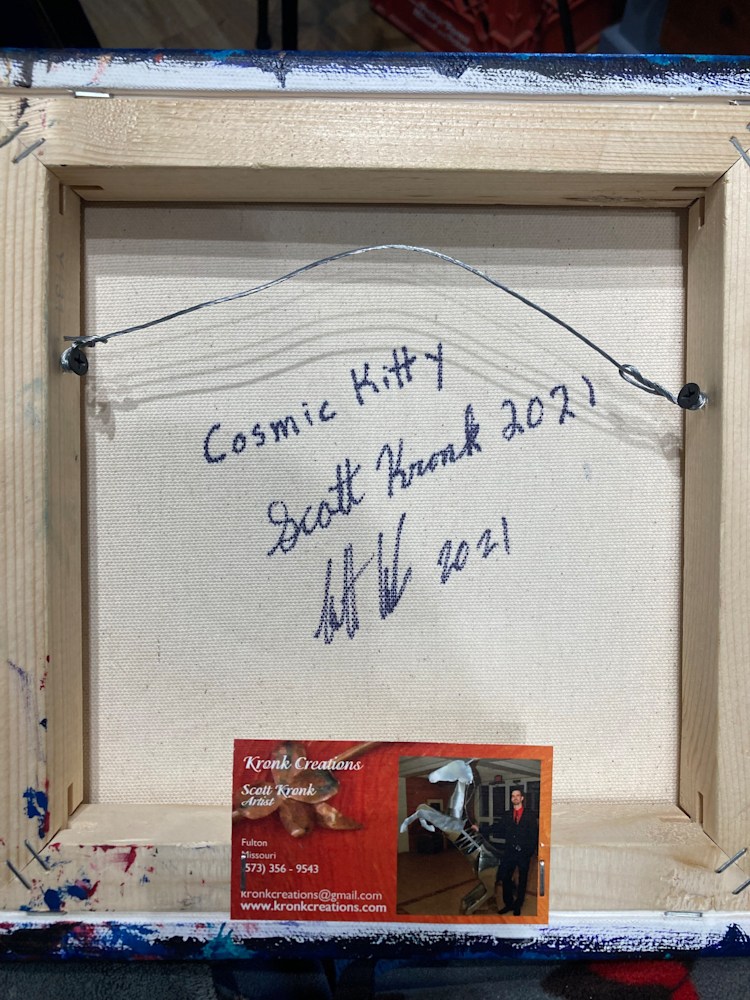 Cosmic Kitty
Scott Kronk 2021
2021
Kronk Creations
Scott Kronk
Artist
Fulton
Missouri
(573) 356 - 9543
kronkcreations@gmail.com
www.kronkcreations.com